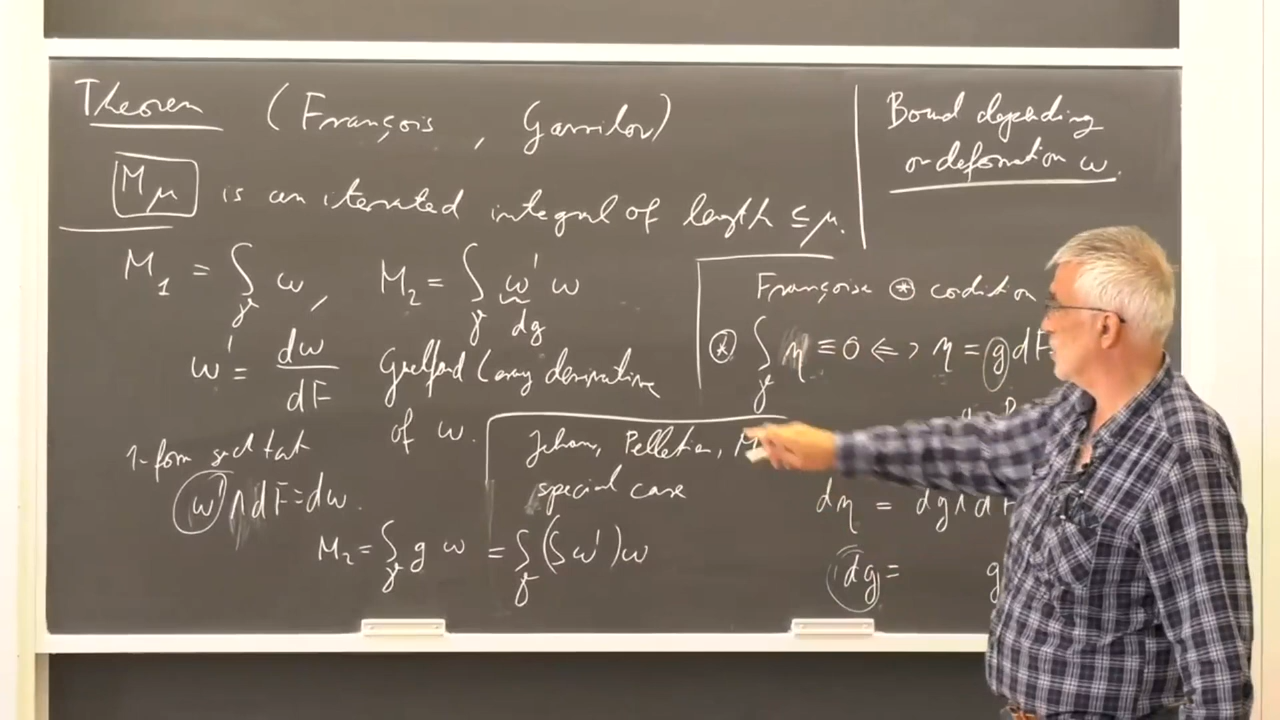 Theorem (François, Gavrilov)
M_μ is an iterated integral of length ≤ μ.
M_1 = ∫_γ ω, M_2 = ∫_γ ω' ω
dg
ω' = dω/dF Gelfand Leray derivative
of ω.
1-form such that
ω' ∧ dF = dω.
M_2 = ∫_γ g ω = ∫_γ (∫ω') ω
Jebrane, Pelletier, M
special case
Bound depending
on deformation ω.
Françoise ⊛ condition
⊛ ∫_γ η ≡ 0 ⟺ η = g dF
dη = dg ∧ d
dg =
g